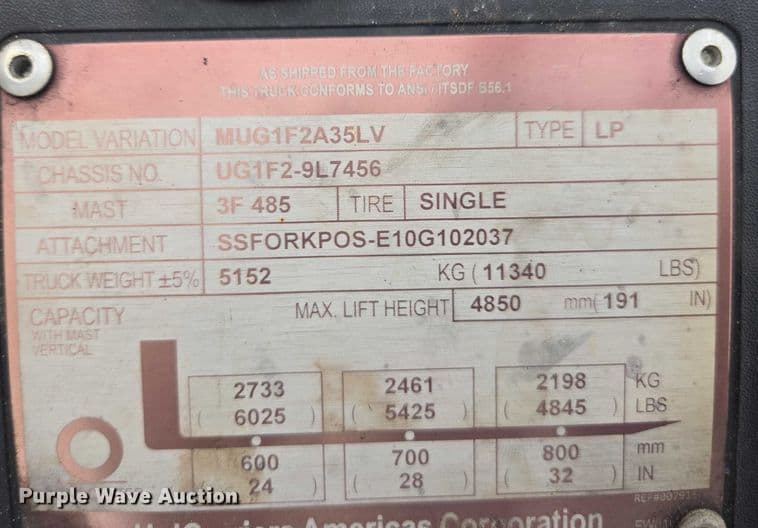 AS SHIPPED FROM THE FACTORY
THIS TRUCK CONFORMS TO ANSI / ITSDF B56.1
MODEL VARIATION MUG1F2A35LV TYPE LP
CHASSIS NO. UG1F2-9L7456
MAST 3F 485 TIRE SINGLE
ATTACHMENT SSFORKPOS-E10G102037
TRUCK WEIGHT ±5% 5152 KG ( 11340 LBS)
CAPACITY MAX. LIFT HEIGHT 4850 mm( 191 IN)
WITH MAST
VERTICAL
2733 2461 2198 KG
( 6025 ) ( 5425 ) ( 4845 ) LBS
600 700 800 mm
( 24 ) ( 28 ) ( 32 ) IN
Purple Wave Auction
Americas Corporation